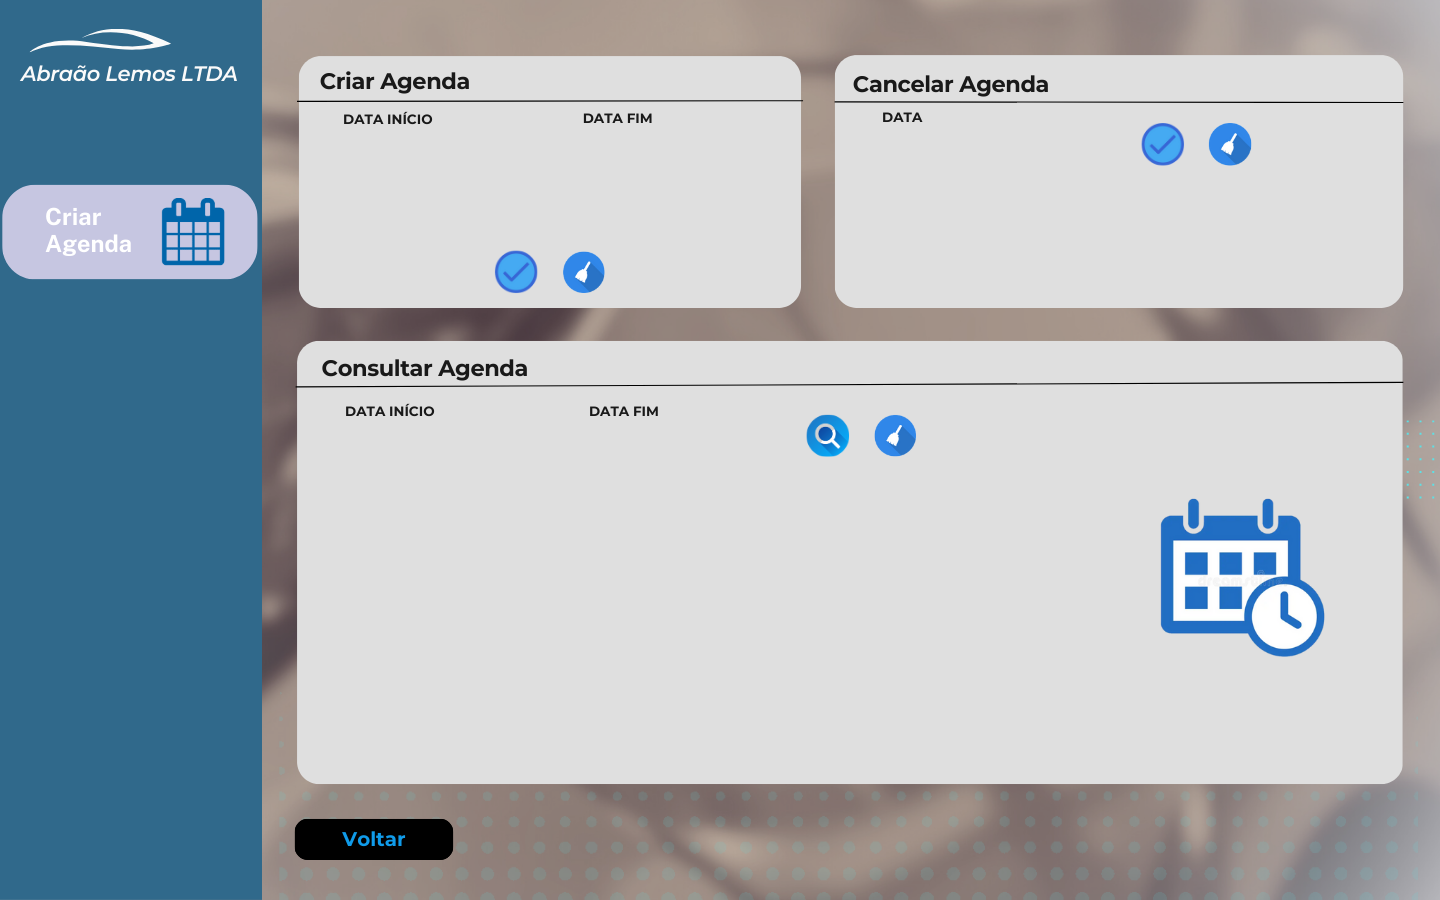 Abraão Lemos LTDA
Criar
Agenda
Criar Agenda
DATA INÍCIO
DATA FIM
Cancelar Agenda
DATA
Consultar Agenda
DATA INÍCIO
DATA FIM
Voltar